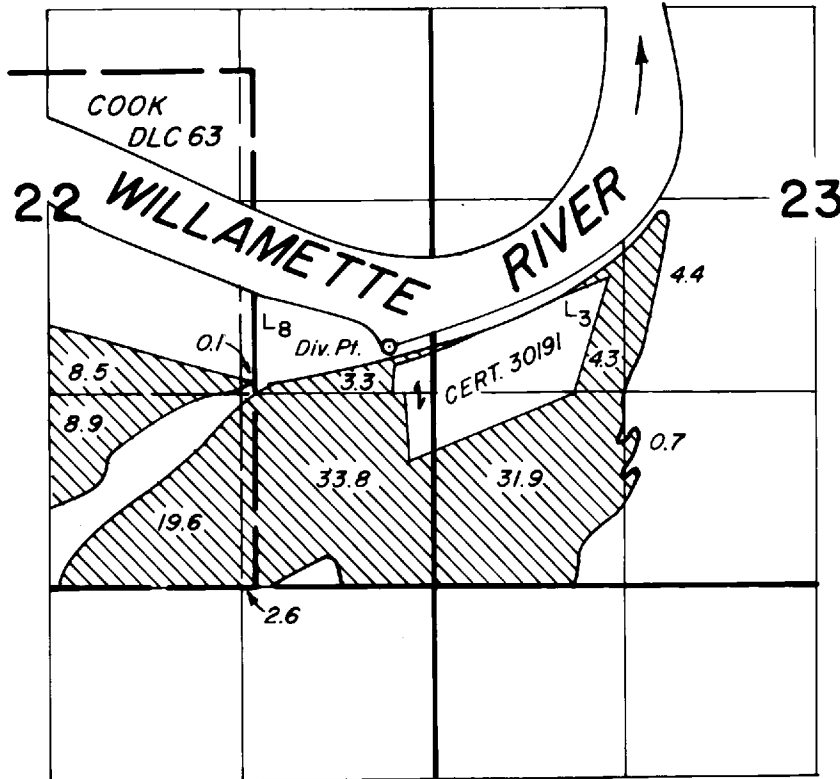 COOK
DLC 63
22
WILLAMETTE
RIVER
23
4.4
L8
L3
0.1
Div. Pt.
8.5
3.3
CERT. 30191
4.3
8.9
0.7
33.8
31.9
19.6
2.6